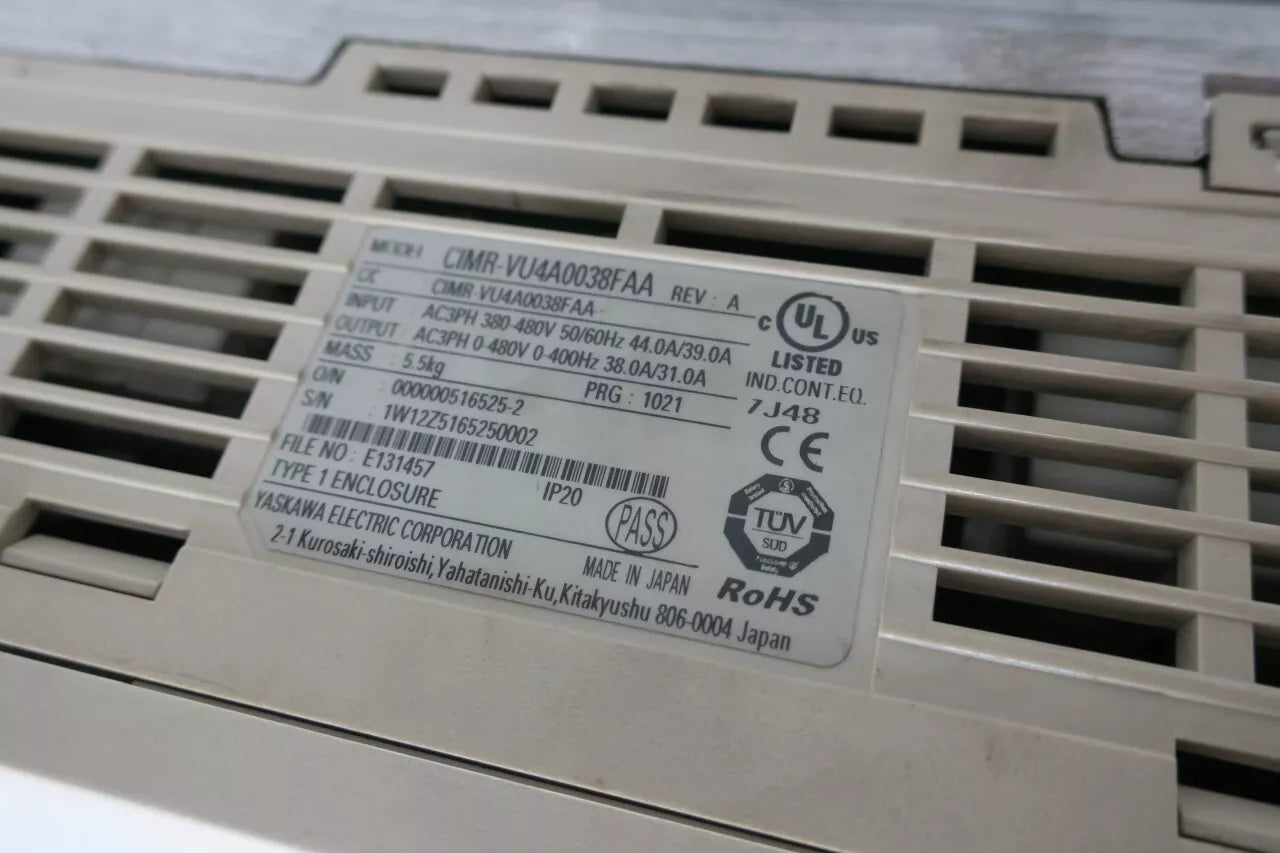 MODEL CIMR-VU4A0038FAA REV : A
CIMR-VU4A0038FAA
INPUT AC3PH 380-480V 50/60Hz 44.0A/39.0A
OUTPUT AC3PH 0-480V 0-400Hz 38.0A/31.0A
MASS : 5.5kg PRG : 1021
O/N : 000000516525-2
S/N : 1W12Z5165250002
FILE NO : E131457 IP20
TYPE 1 ENCLOSURE
PASS
YASKAWA ELECTRIC CORPORATION MADE IN JAPAN
2-1 Kurosaki-shiroishi, Yahatanishi-Ku, Kitakyushu 806-0004 Japan
C UL US
LISTED
IND.CONT.EQ.
7J48
CE
TÜV
SÜD
Functional
Safety
RoHS